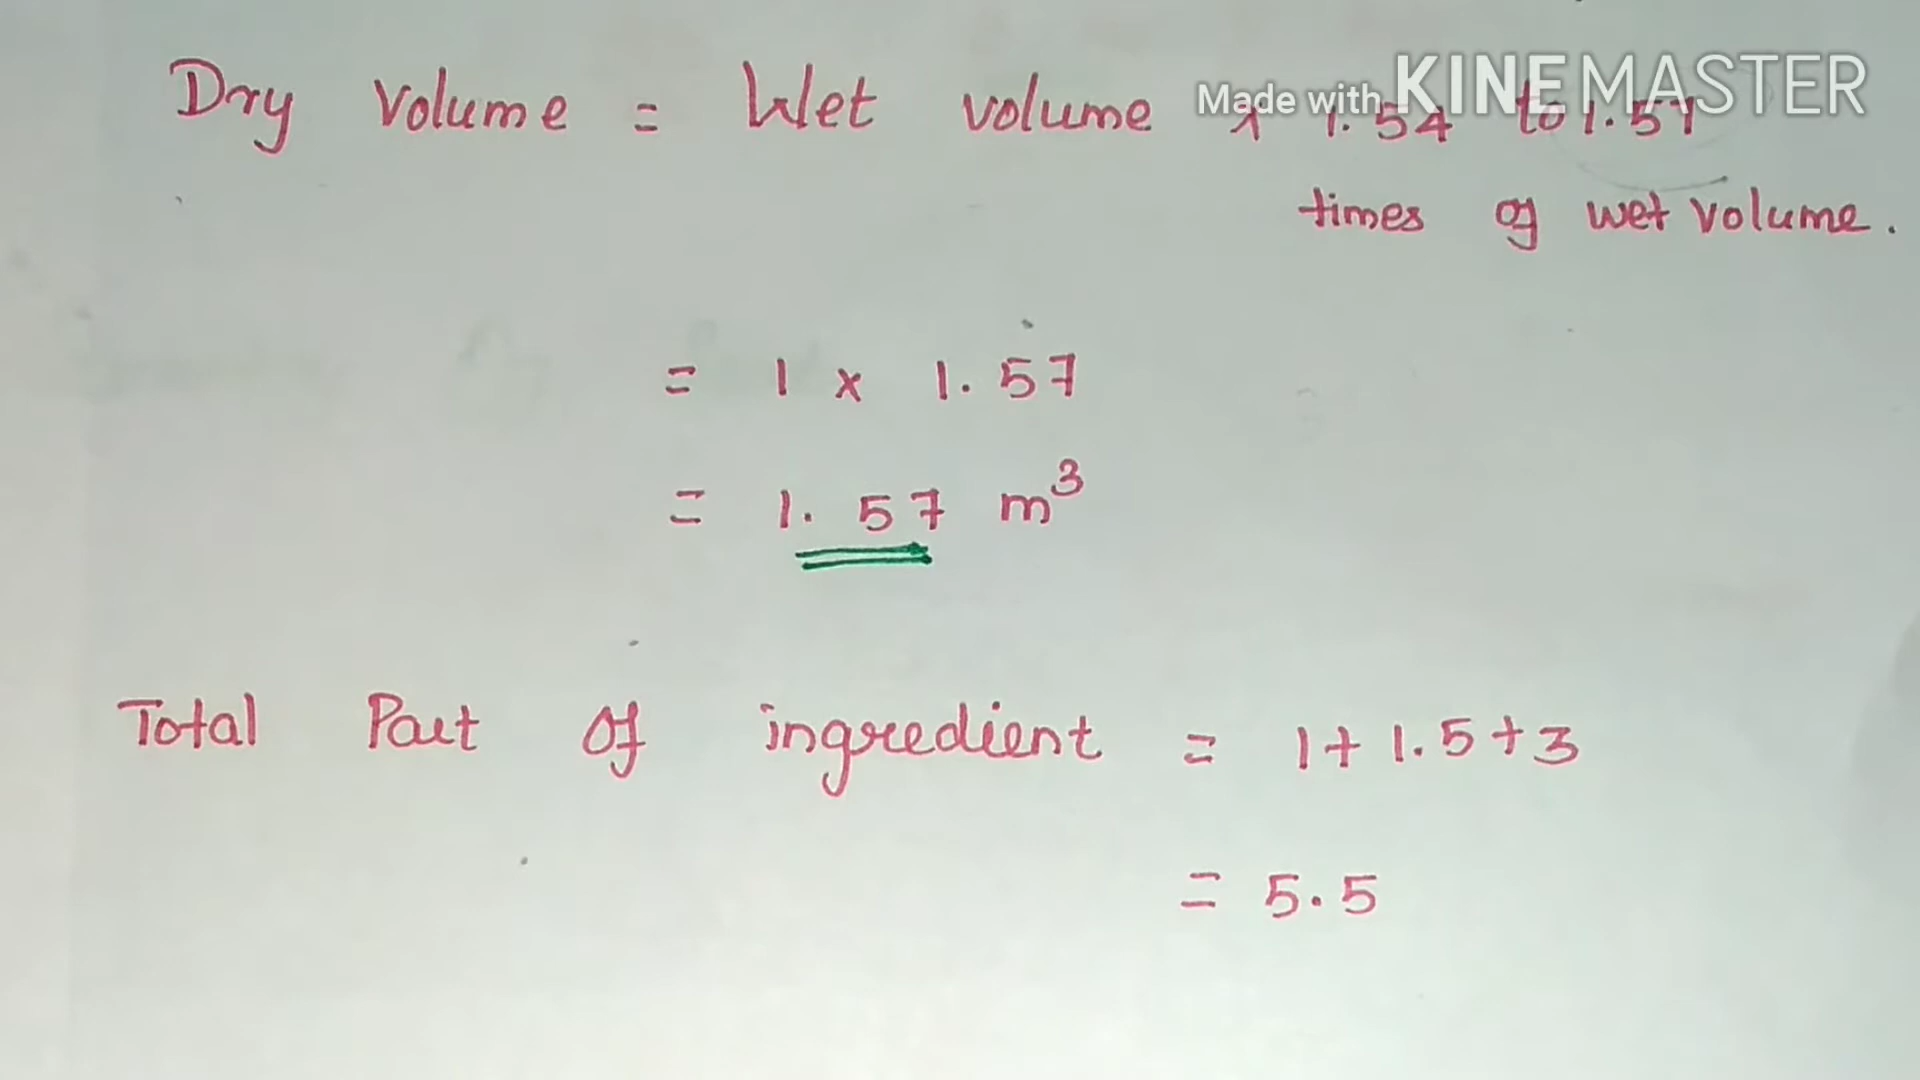 Made with KINEMASTER
Dry Volume = Wet volume x 1.54 to 1.57
times of wet volume.
= 1 x 1.57
= 1.57 m³
Total Part of ingredient = 1+1.5+3
= 5.5